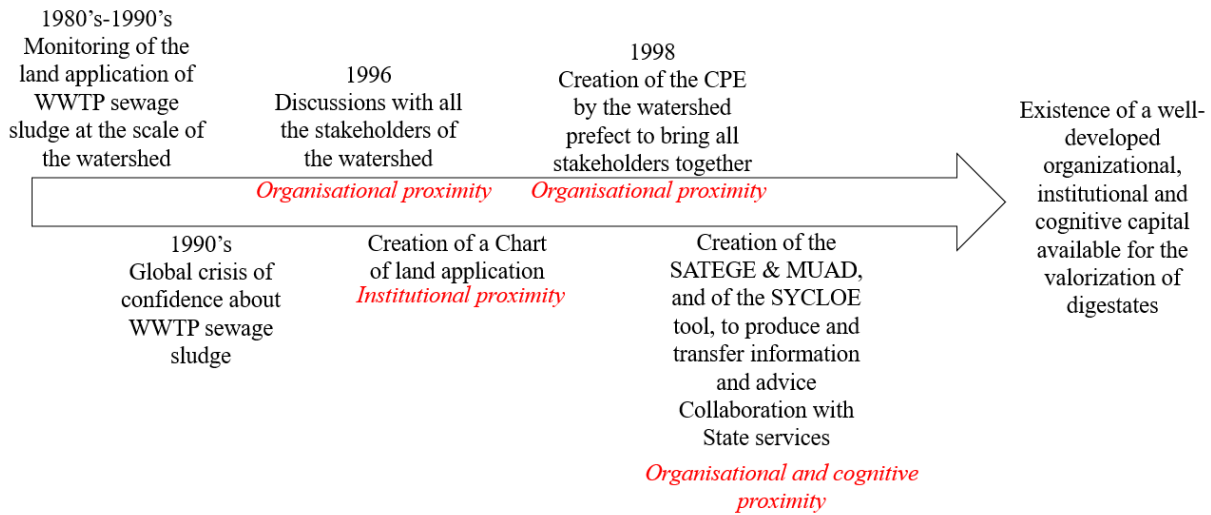 1980’s-1990’s
Monitoring of the
land application of
WWTP sewage
sludge at the scale of
the watershed
1996
Discussions with all
the stakeholders of
the watershed
Organisational proximity
1998
Creation of the CPE
by the watershed
prefect to bring all
stakeholders together
Organisational proximity
1990’s
Global crisis of
confidence about
WWTP sewage
sludge
Creation of a Chart
of land application
Institutional proximity
Creation of the
SATEGE & MUAD,
and of the SYCLOE
tool, to produce and
transfer information
and advice
Collaboration with
State services
Organisational and cognitive
proximity
Existence of a well-
developed
organizational,
institutional and
cognitive capital
available for the
valorization of
digestates